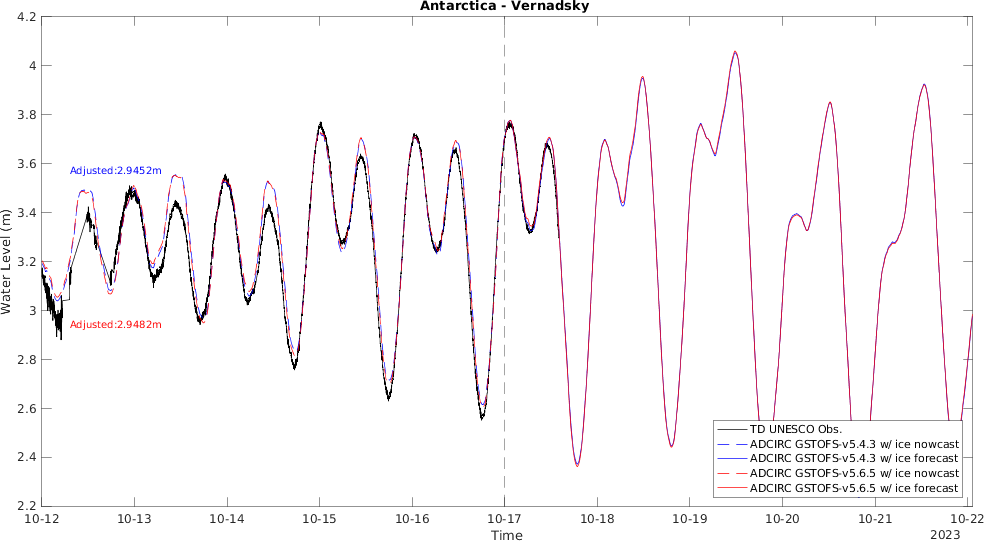 Antarctica - Vernadsky
4.2
4
3.8
3.6
3.4
3.2
3
2.8
2.6
2.4
2.2
Water Level (m)
Adjusted:2.9452m
Adjusted:2.9482m
TD UNESCO Obs.
ADCIRC GSTOFS-v5.4.3 w/ ice nowcast
ADCIRC GSTOFS-v5.4.3 w/ ice forecast
ADCIRC GSTOFS-v5.6.5 w/ ice nowcast
ADCIRC GSTOFS-v5.6.5 w/ ice forecast
10-12 10-13 10-14 10-15 10-16 10-17 10-18 10-19 10-20 10-21 10-22
Time
2023